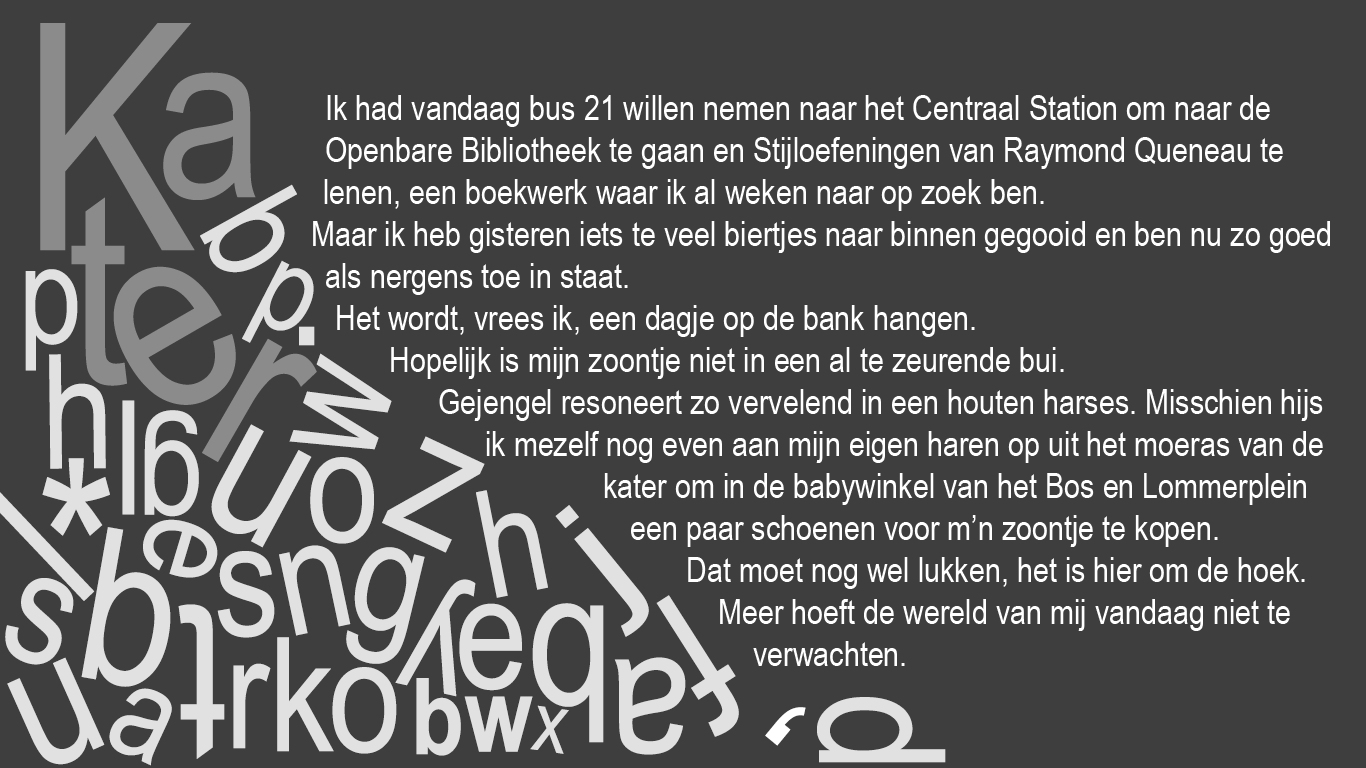 Kater
Ik had vandaag bus 21 willen nemen naar het Centraal Station om naar de
Openbare Bibliotheek te gaan en Stijloefeningen van Raymond Queneau te
lenen, een boekwerk waar ik al weken naar op zoek ben.
Maar ik heb gisteren iets te veel biertjes naar binnen gegooid en ben nu zo goed
als nergens toe in staat.
Het wordt, vrees ik, een dagje op de bank hangen.
Hopelijk is mijn zoontje niet in een al te zeurende bui.
Gejengel resoneert zo vervelend in een houten harses. Misschien hijs
ik mezelf nog even aan mijn eigen haren op uit het moeras van de
kater om in de babywinkel van het Bos en Lommerplein
een paar schoenen voor m’n zoontje te kopen.
Dat moet nog wel lukken, het is hier om de hoek.
Meer hoeft de wereld van mij vandaag niet te
verwachten.